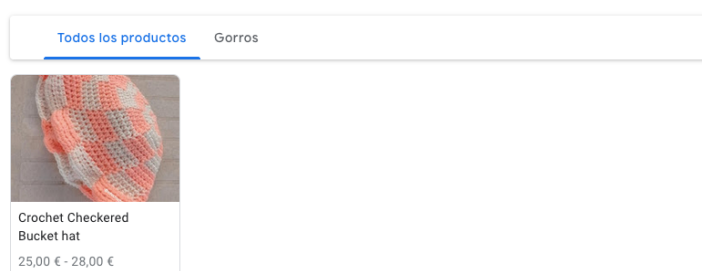 Todos los productos Gorros
Crochet Checkered
Bucket hat
25,00 € - 28,00 €